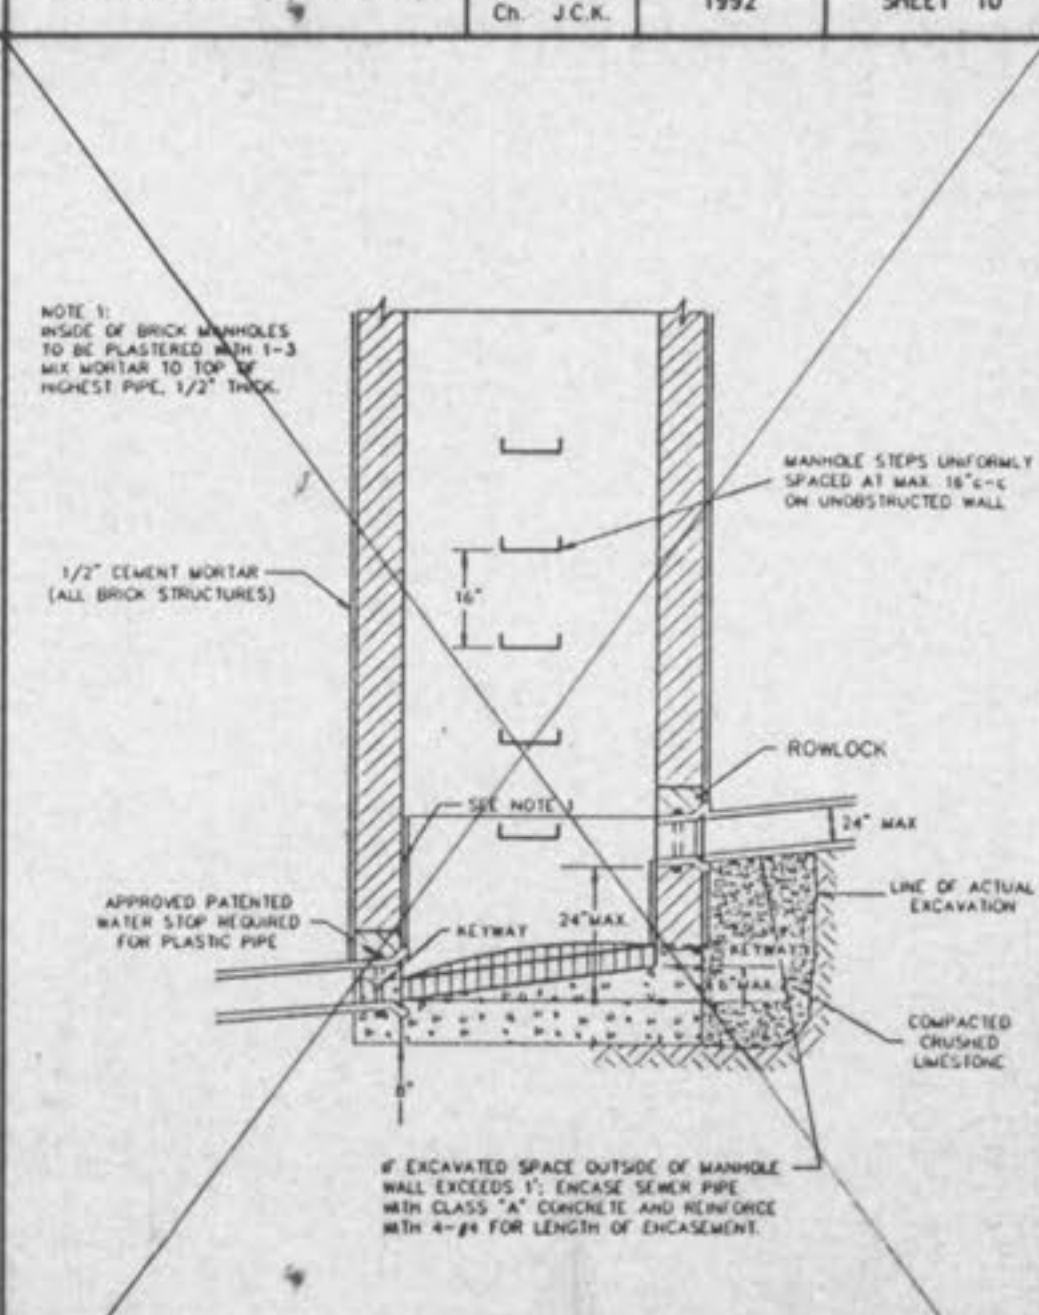 Ch. J.C.K.
1992
SHEET 10
NOTE 1:
INSIDE OF BRICK MANHOLES
TO BE PLASTERED WITH 1-3
MIX MORTAR TO TOP OF
HIGHEST PIPE, 1/2" THICK.
MANHOLE STEPS UNIFORMLY
SPACED AT MAX. 16"c-c
ON UNOBSTRUCTED WALL
1/2" CEMENT MORTAR
(ALL BRICK STRUCTURES)
16"
ROWLOCK
SEE NOTE 1
24" MAX
APPROVED PATENTED
WATER STOP REQUIRED
FOR PLASTIC PIPE
KEYWAY
24"MAX.
LINE OF ACTUAL
EXCAVATION
KEYWAY
6"MAX.
COMPACTED
CRUSHED
LIMESTONE
8"
IF EXCAVATED SPACE OUTSIDE OF MANHOLE
WALL EXCEEDS 1'; ENCASE SEWER PIPE
WITH CLASS "A" CONCRETE AND REINFORCE
WITH 4-#4 FOR LENGTH OF ENCASEMENT.